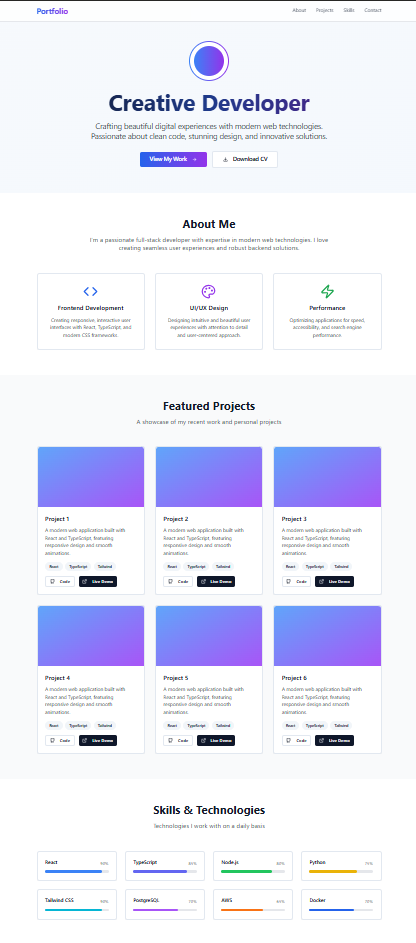 Portfolio
About Projects Skills Contact
Creative Developer
Crafting beautiful digital experiences with modern web technologies.
Passionate about clean code, stunning design, and innovative solutions.
View My Work → Download CV
About Me
I'm a passionate full-stack developer with expertise in modern web technologies. I love
creating seamless user experiences and robust backend solutions.
Frontend Development
Creating responsive, interactive user
interfaces with React, TypeScript, and
modern CSS frameworks.
UI/UX Design
Designing intuitive and beautiful user
experiences with attention to detail
and user-centered approach.
Performance
Optimizing applications for speed,
accessibility, and search engine
performance.
Featured Projects
A showcase of my recent work and personal projects
Project 1
A modern web application built with
React and TypeScript, featuring
responsive design and smooth
animations.
React TypeScript Tailwind
Code Live Demo
Project 2
A modern web application built with
React and TypeScript, featuring
responsive design and smooth
animations.
React TypeScript Tailwind
Code Live Demo
Project 3
A modern web application built with
React and TypeScript, featuring
responsive design and smooth
animations.
React TypeScript Tailwind
Code Live Demo
Project 4
A modern web application built with
React and TypeScript, featuring
responsive design and smooth
animations.
React TypeScript Tailwind
Code Live Demo
Project 5
A modern web application built with
React and TypeScript, featuring
responsive design and smooth
animations.
React TypeScript Tailwind
Code Live Demo
Project 6
A modern web application built with
React and TypeScript, featuring
responsive design and smooth
animations.
React TypeScript Tailwind
Code Live Demo
Skills & Technologies
Technologies I work with on a daily basis
React 90%
TypeScript 85%
Node.js 80%
Python 75%
Tailwind CSS
PostgreSQL 70%
AWS 65%
Docker 70%